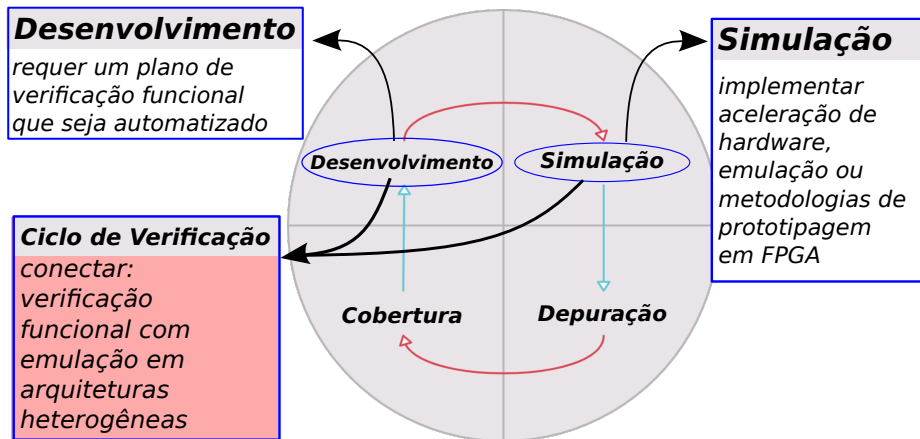 Desenvolvimento
requer um plano de
verificação funcional
que seja automatizado
Simulação
implementar
aceleração de
hardware,
emulação ou
metodologias de
prototipagem
em FPGA
Desenvolvimento
Simulação
Ciclo de Verificação
conectar:
verificação
funcional com
emulação em
arquiteturas
heterogêneas
Cobertura
Depuração